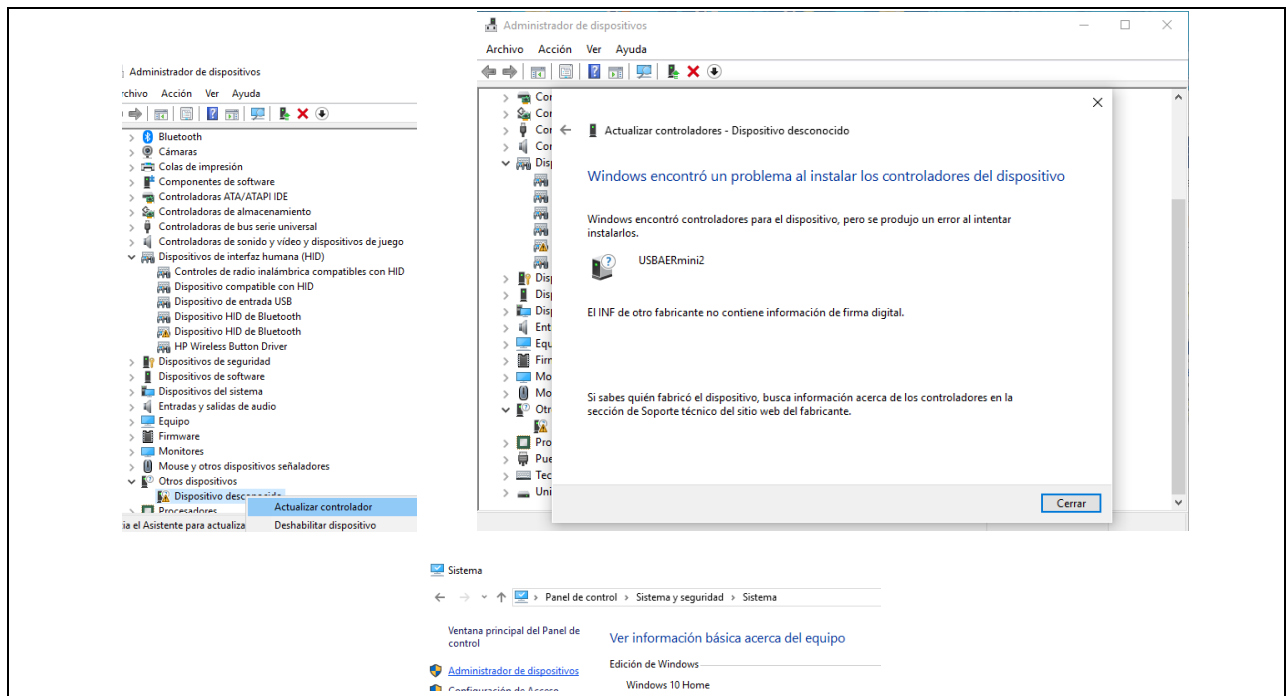 Administrador de dispositivos
Archivo Acción Ver Ayuda
Actualizar controladores - Dispositivo desconocido
Windows encontró un problema al instalar los controladores del dispositivo
Windows encontró controladores para el dispositivo, pero se produjo un error al intentar
instalarlos.
USBAERmini2
El INF de otro fabricante no contiene información de firma digital.
Si sabes quién fabricó el dispositivo, busca información acerca de los controladores en la
sección de Soporte técnico del sitio web del fabricante.
Cerrar
Administrador de dispositivos
Acción Ver Ayuda
Bluetooth
Cámaras
Colas de impresión
Componentes de software
Controladoras ATA/ATAPI IDE
Controladoras de almacenamiento
Controladoras de bus serie universal
Controladoras de sonido y vídeo y dispositivos de juego
Dispositivos de interfaz humana (HID)
Controles de radio inalámbrica compatibles con HID
Dispositivo compatible con HID
Dispositivo de entrada USB
Dispositivo HID de Bluetooth
Dispositivo HID de Bluetooth
HP Wireless Button Driver
Dispositivos de seguridad
Dispositivos de software
Dispositivos del sistema
Entradas y salidas de audio
Equipo
Firmware
Monitores
Mouse y otros dispositivos señaladores
Otros dispositivos
Dispositivo
Procesadores
Actualizar controlador
Deshabilitar dispositivo
el Asistente para
Sistema
Panel de control > Sistema y seguridad > Sistema
Ventana principal del Panel de
control
Administrador de dispositivos
Ver información básica acerca del equipo
Edición de Windows
Windows 10 Home